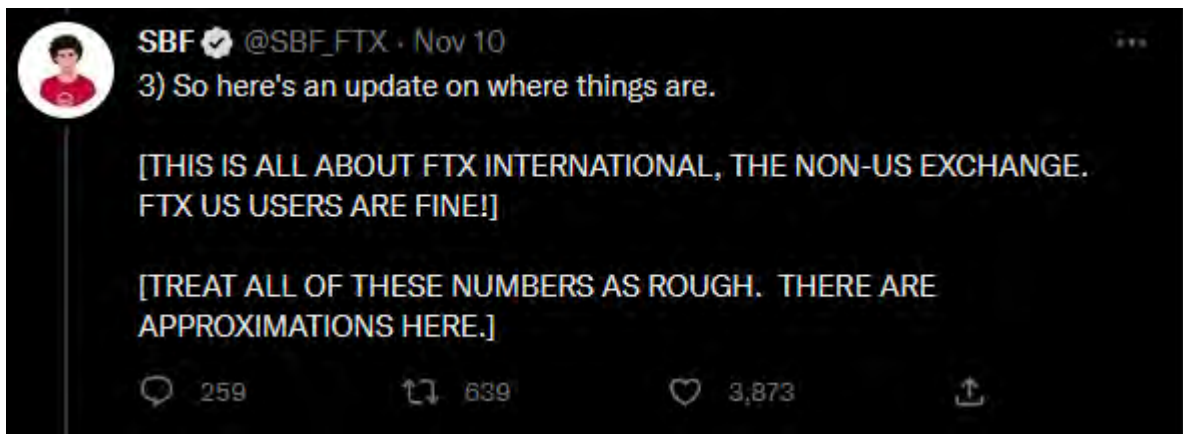 SBF @SBF_FTX · Nov 10
3) So here's an update on where things are.
[THIS IS ALL ABOUT FTX INTERNATIONAL, THE NON-US EXCHANGE.
FTX US USERS ARE FINE!]
[TREAT ALL OF THESE NUMBERS AS ROUGH.  THERE ARE
APPROXIMATIONS HERE.]
259 639 3,873